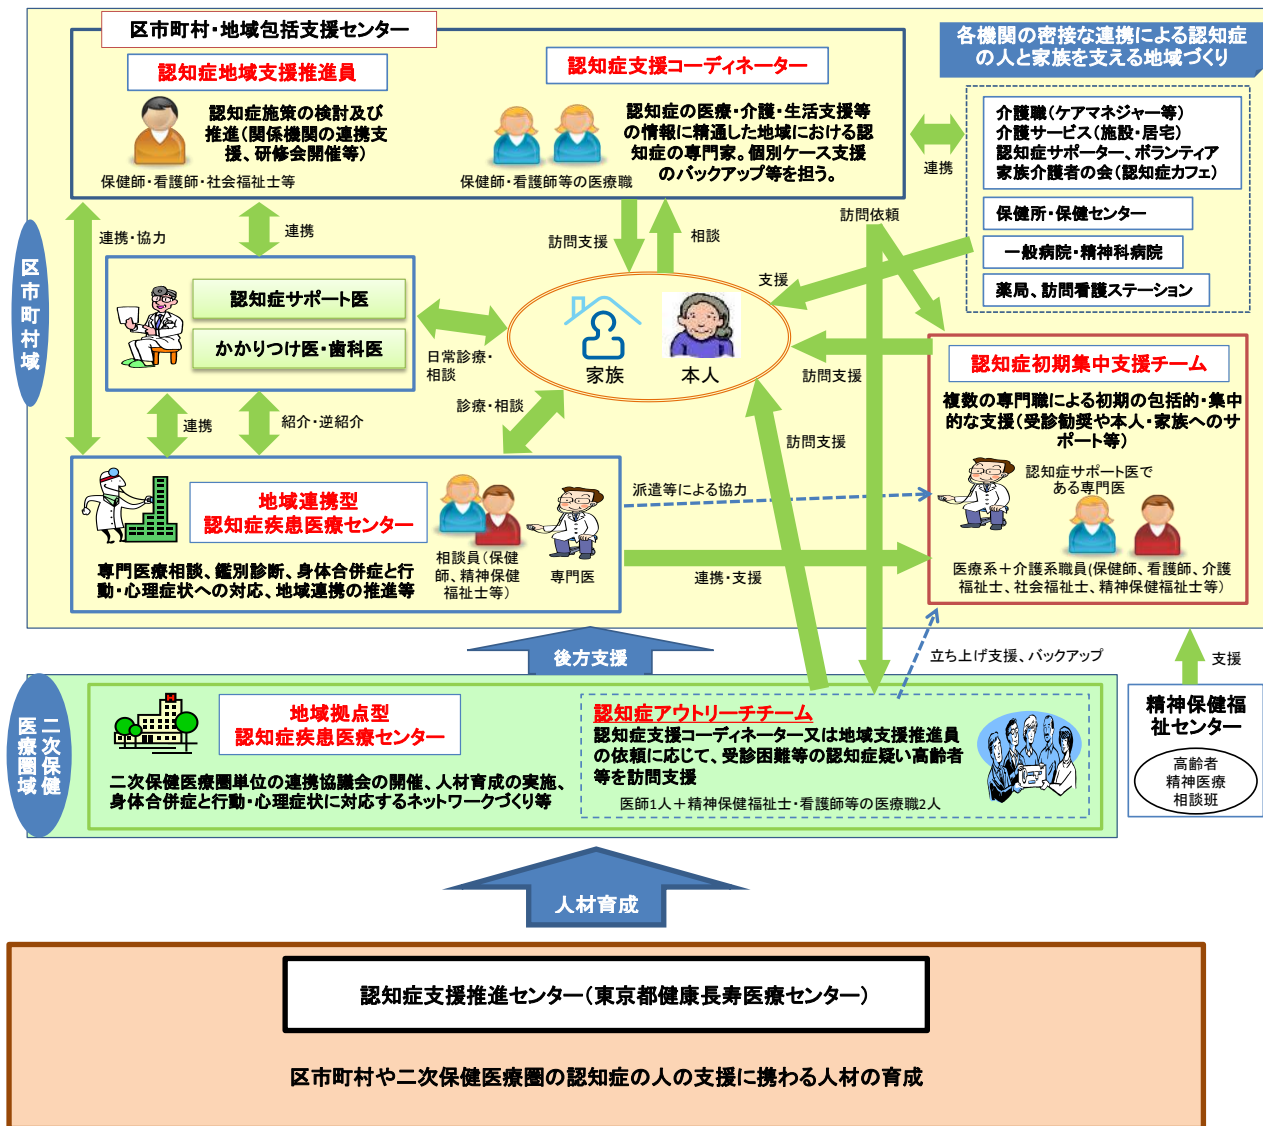 区市町村・地域包括支援センター
認知症地域支援推進員
認知症施策の検討及び
推進(関係機関の連携支
援、研修会開催等)
保健師・看護師・社会福祉士等
認知症支援コーディネーター
認知症の医療・介護・生活支援等
の情報に精通した地域における認
知症の専門家。個別ケース支援
のバックアップ等を担う。
保健師・看護師等の医療職
各機関の密接な連携による認知症
の人と家族を支える地域づくり
介護職(ケアマネジャー等)
介護サービス(施設・居宅)
認知症サポーター、ボランティア
家族介護者の会(認知症カフェ)
保健所・保健センター
一般病院・精神科病院
薬局、訪問看護ステーション
連携
区市町村域
連携・協力
連携
訪問支援
相談
訪問依頼
支援
認知症サポート医
かかりつけ医・歯科医
日常診療・
相談
家族
本人
訪問支援
認知症初期集中支援チーム
複数の専門職による初期の包括的・集中
的な支援(受診勧奨や本人・家族へのサ
ポート等)
認知症サポート医で
ある専門医
医療系+介護系職員(保健師、看護師、介護
福祉士、社会福祉士、精神保健福祉士等)
連携
紹介・逆紹介
診療・相談
訪問支援
地域連携型
認知症疾患医療センター
専門医療相談、鑑別診断、身体合併症と行
動・心理症状への対応、地域連携の推進等
相談員(保健
師、精神保健
福祉士等)
専門医
派遣等による協力
連携・支援
後方支援
立ち上げ支援、バックアップ
支援
二次保健
医療圏域
地域拠点型
認知症疾患医療センター
二次保健医療圏単位の連携協議会の開催、人材育成の実施、
身体合併症と行動・心理症状に対応するネットワークづくり等
認知症アウトリーチチーム
認知症支援コーディネーター又は地域支援推進員
の依頼に応じて、受診困難等の認知症疑い高齢者
等を訪問支援
医師1人+精神保健福祉士・看護師等の医療職2人
精神保健福
祉センター
高齢者
精神医療
相談班
人材育成
認知症支援推進センター(東京都健康長寿医療センター)
区市町村や二次保健医療圏の認知症の人の支援に携わる人材の育成